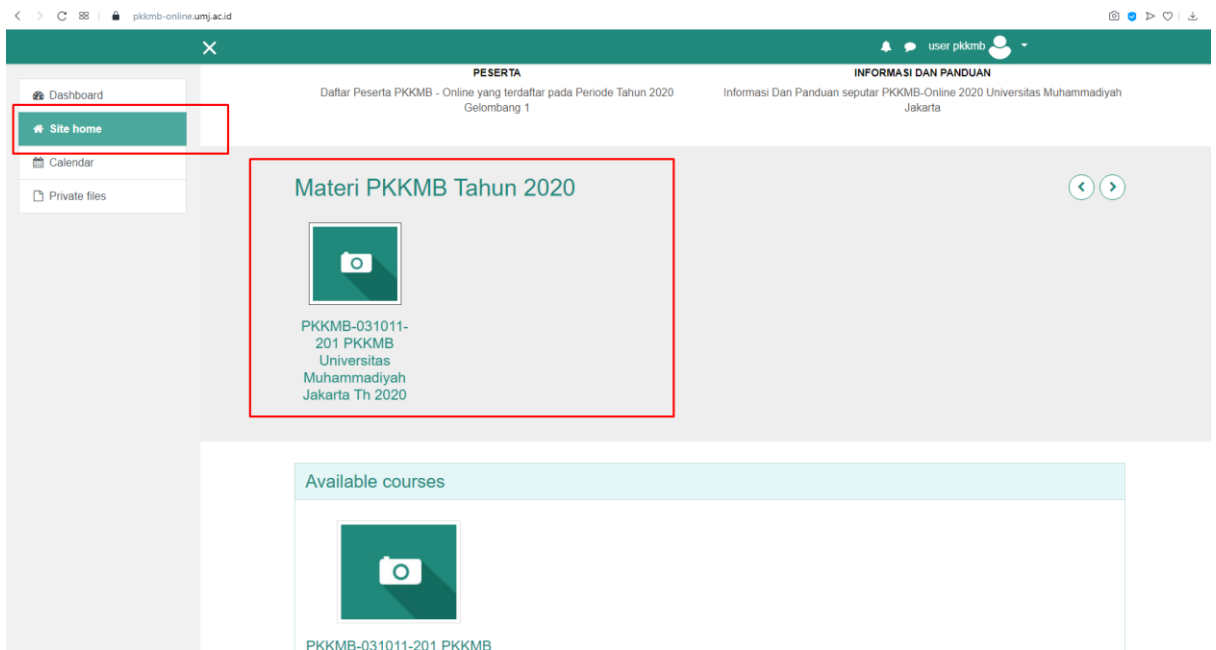 pkkmb-online.umj.ac.id
user pkkmb
Dashboard
Site home
Calendar
Private files
PESERTA
Daftar Peserta PKKMB - Online yang terdaftar pada Periode Tahun 2020
Gelombang 1
INFORMASI DAN PANDUAN
Informasi Dan Panduan seputar PKKMB-Online 2020 Universitas Muhammadiyah
Jakarta
Materi PKKMB Tahun 2020
PKKMB-031011-
201 PKKMB
Universitas
Muhammadiyah
Jakarta Th 2020
Available courses
PKKMB-031011-201 PKKMB